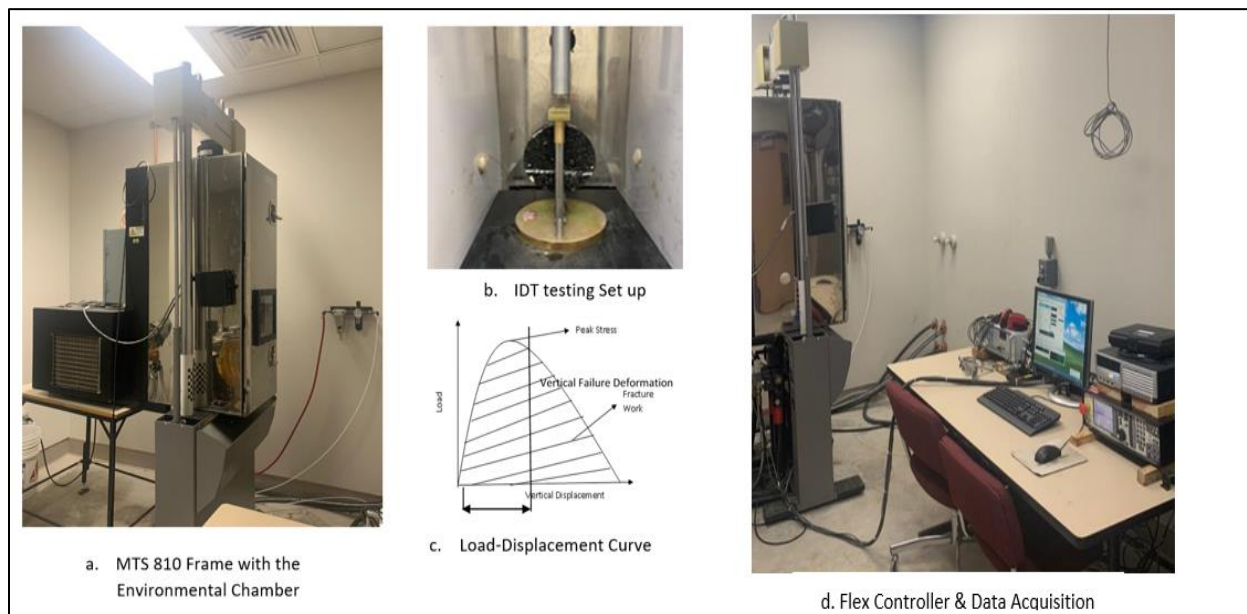 a. MTS 810 Frame with the
Environmental Chamber
b. IDT testing Set up
Load
Peak Stress
Vertical Failure Deformation
Fracture
Work
Vertical Displacement
c. Load-Displacement Curve
d. Flex Controller & Data Acquisition